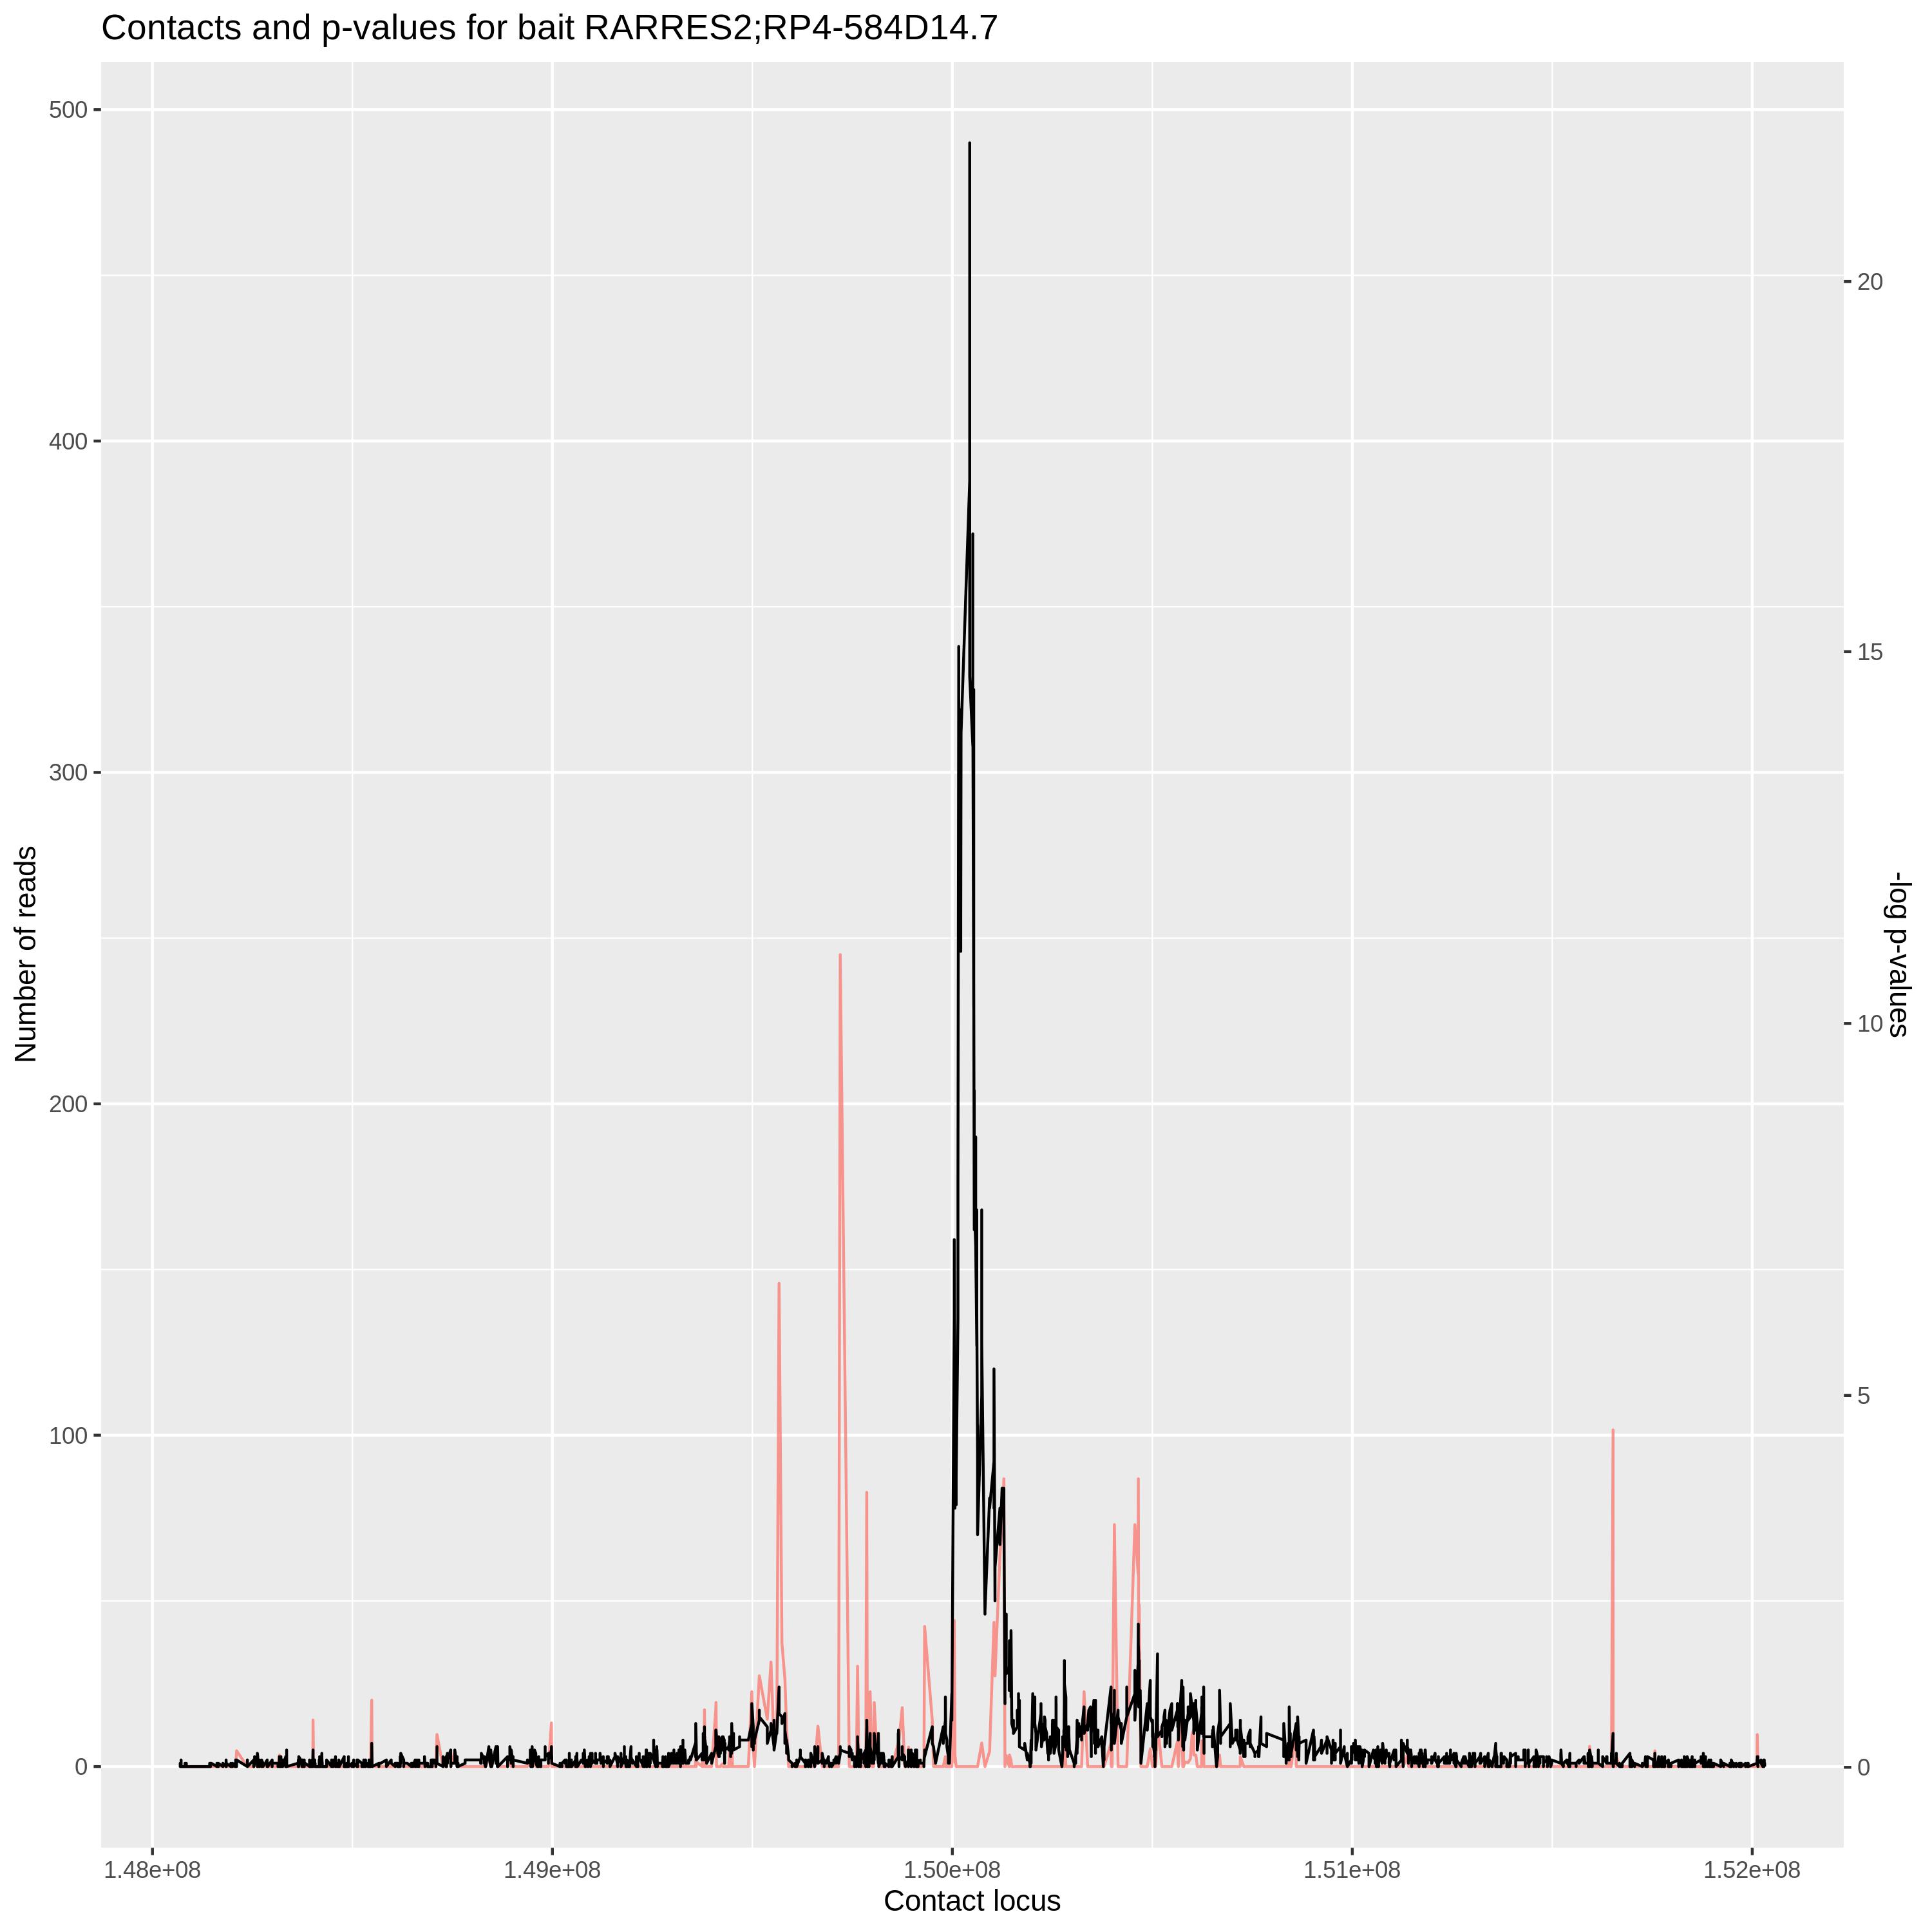 Contacts and p-values for bait RARRES2;RP4-584D14.7
500
400
300
200
100
0
Number of reads
20
15
10
5
0
-log p-values
1.48e+08 1.49e+08 1.50e+08 1.51e+08 1.52e+08
Contact locus